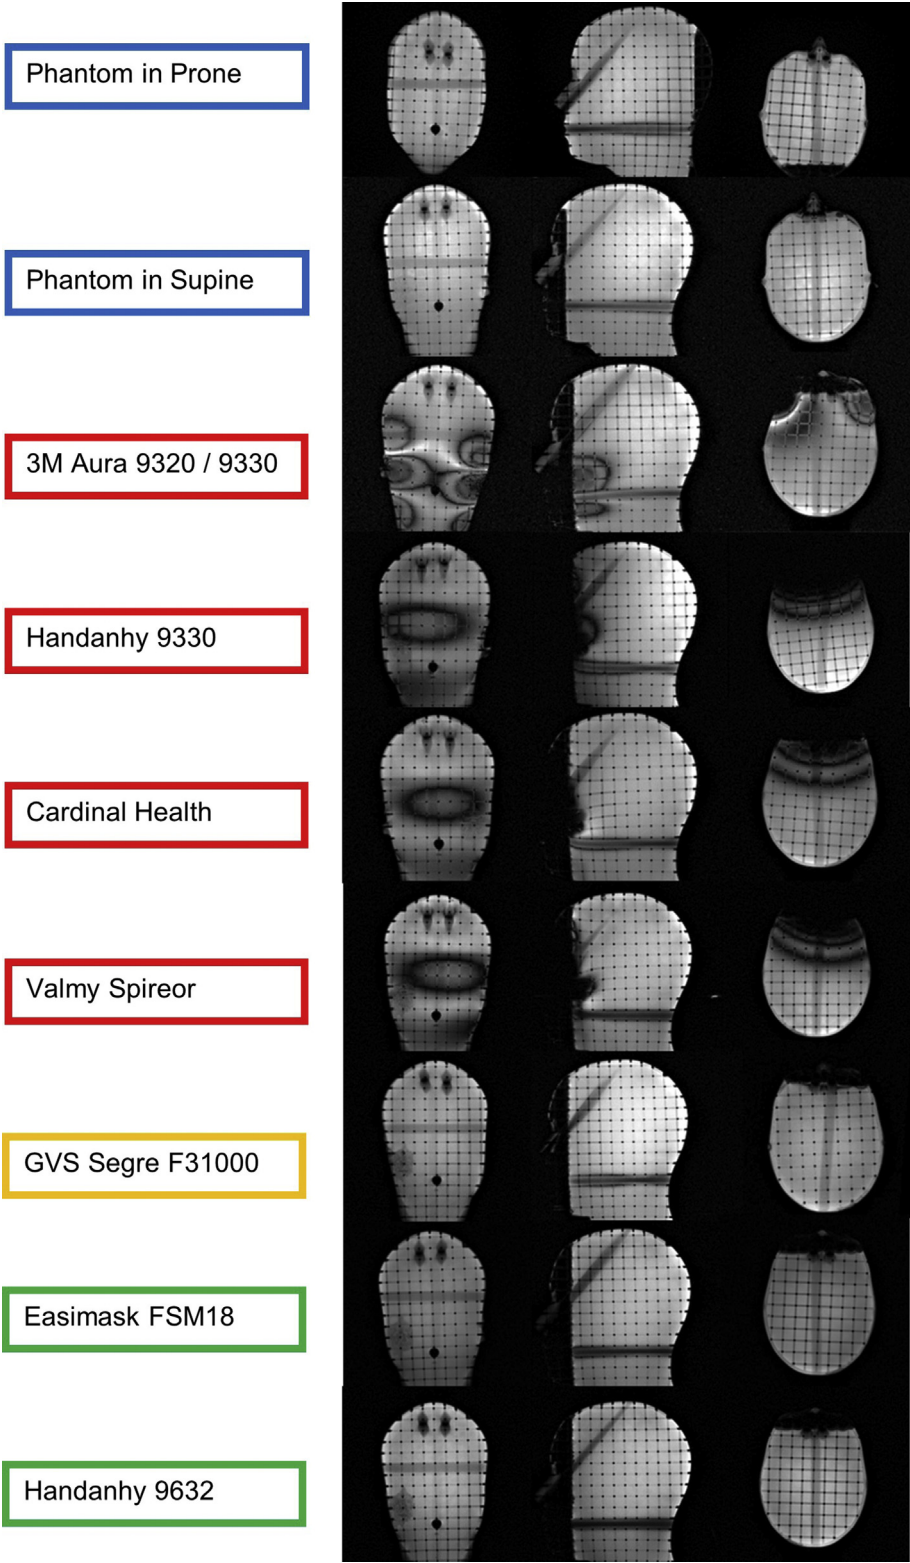 Phantom in Prone
Phantom in Supine
3M Aura 9320 / 9330
Handanhy 9330
Cardinal Health
Valmy Spireor
GVS Segre F31000
Easimask FSM18
Handanhy 9632